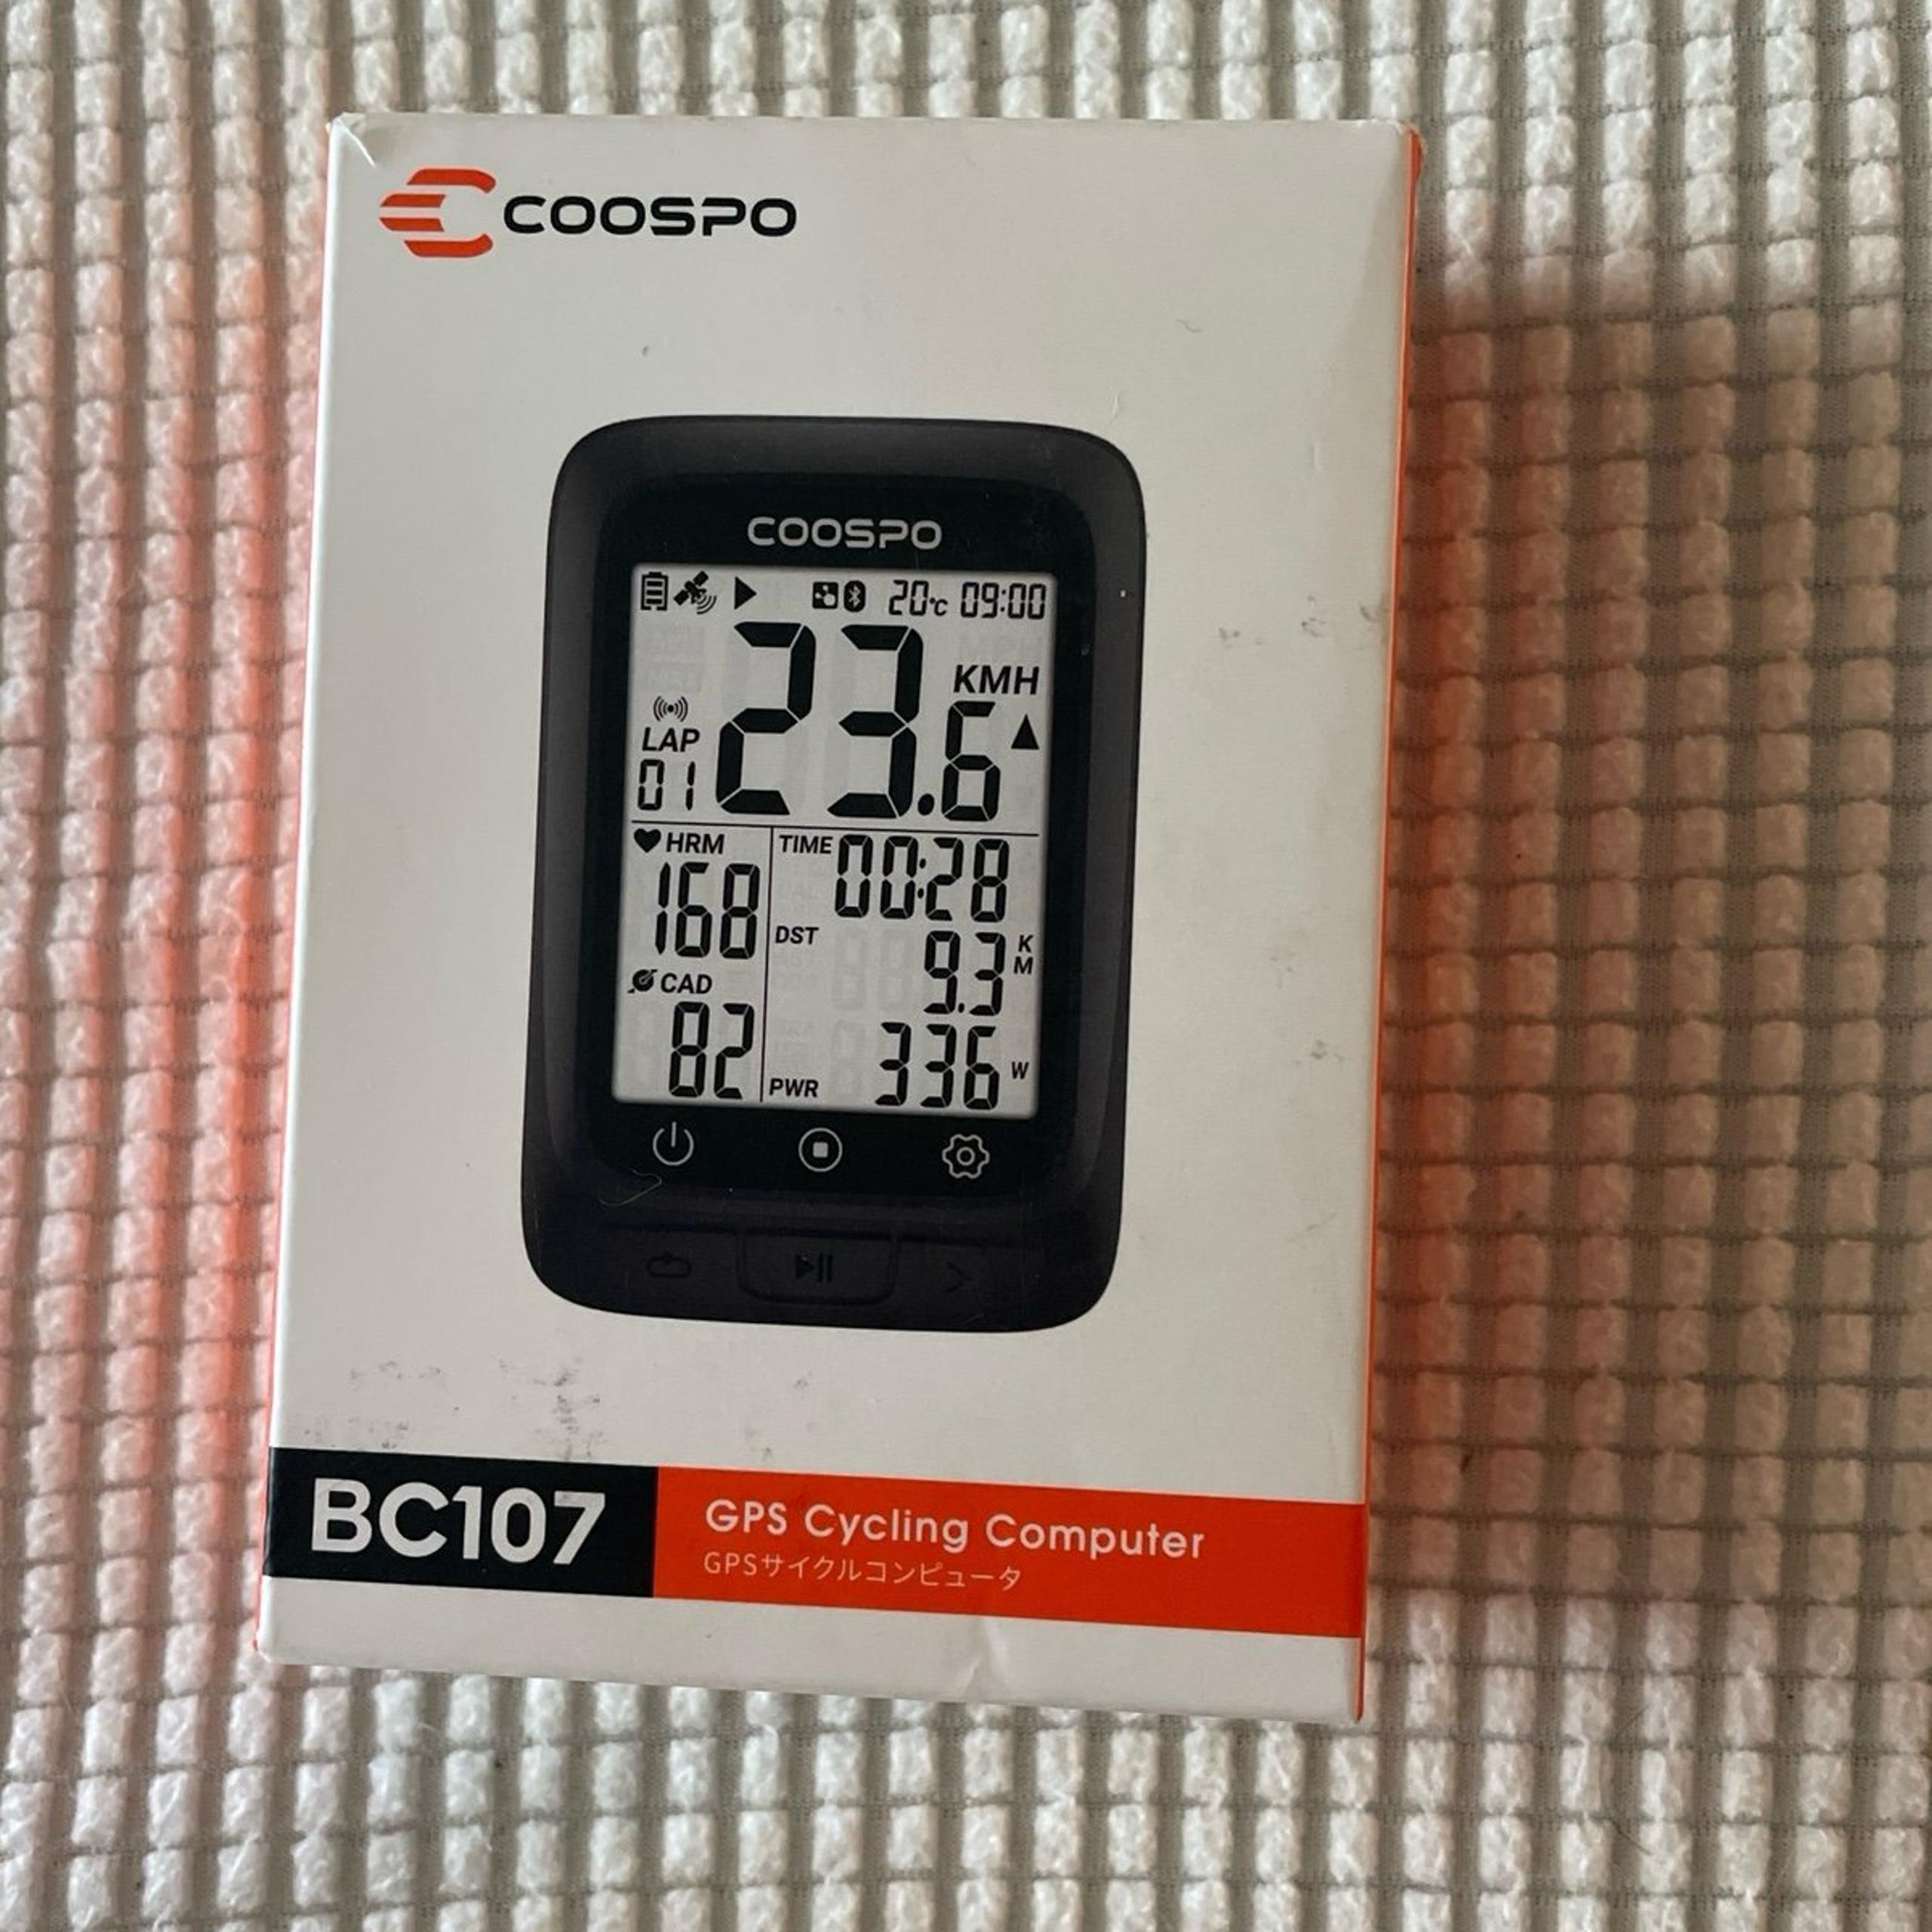 COOSPO
COOSPO
20°C 09:00
23.6 KMH
LAP
01
HRM
168
TIME 00:28
DST 9.3 KM
CAD
82
PWR 336 W
BC107
GPS Cycling Computer
GPSサイクルコンピュータ